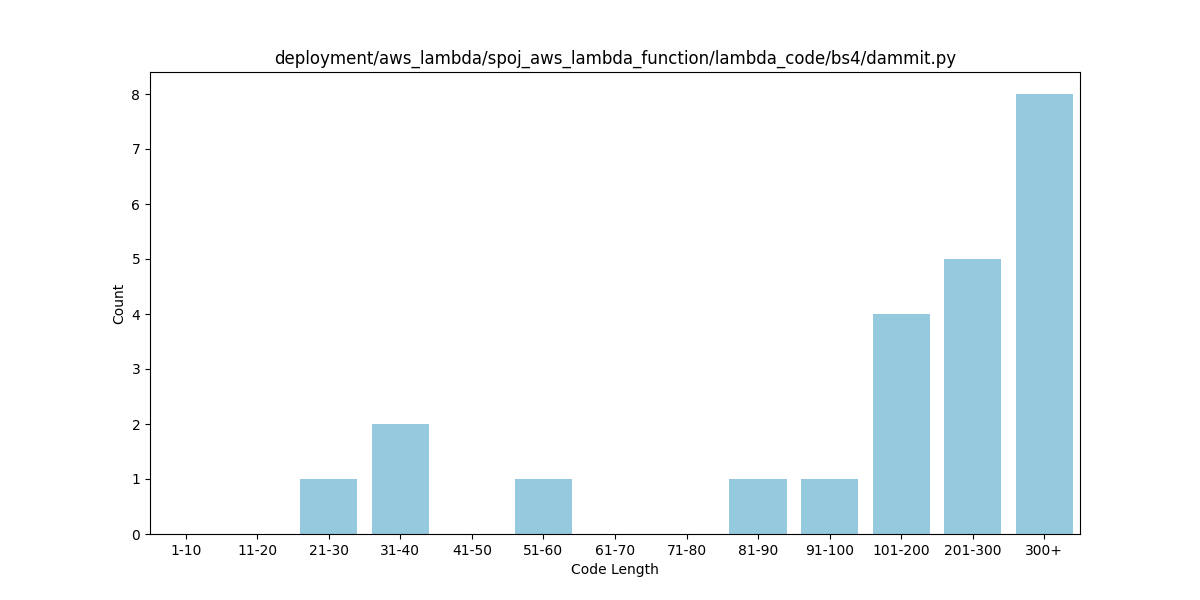 deployment/aws_lambda/spoj_aws_lambda_function/lambda_code/bs4/dammit.py
8
7
6
5
4
3
2
1
0
Count
1-10 11-20 21-30 31-40 41-50 51-60 61-70 71-80 81-90 91-100 101-200 201-300 300+
Code Length